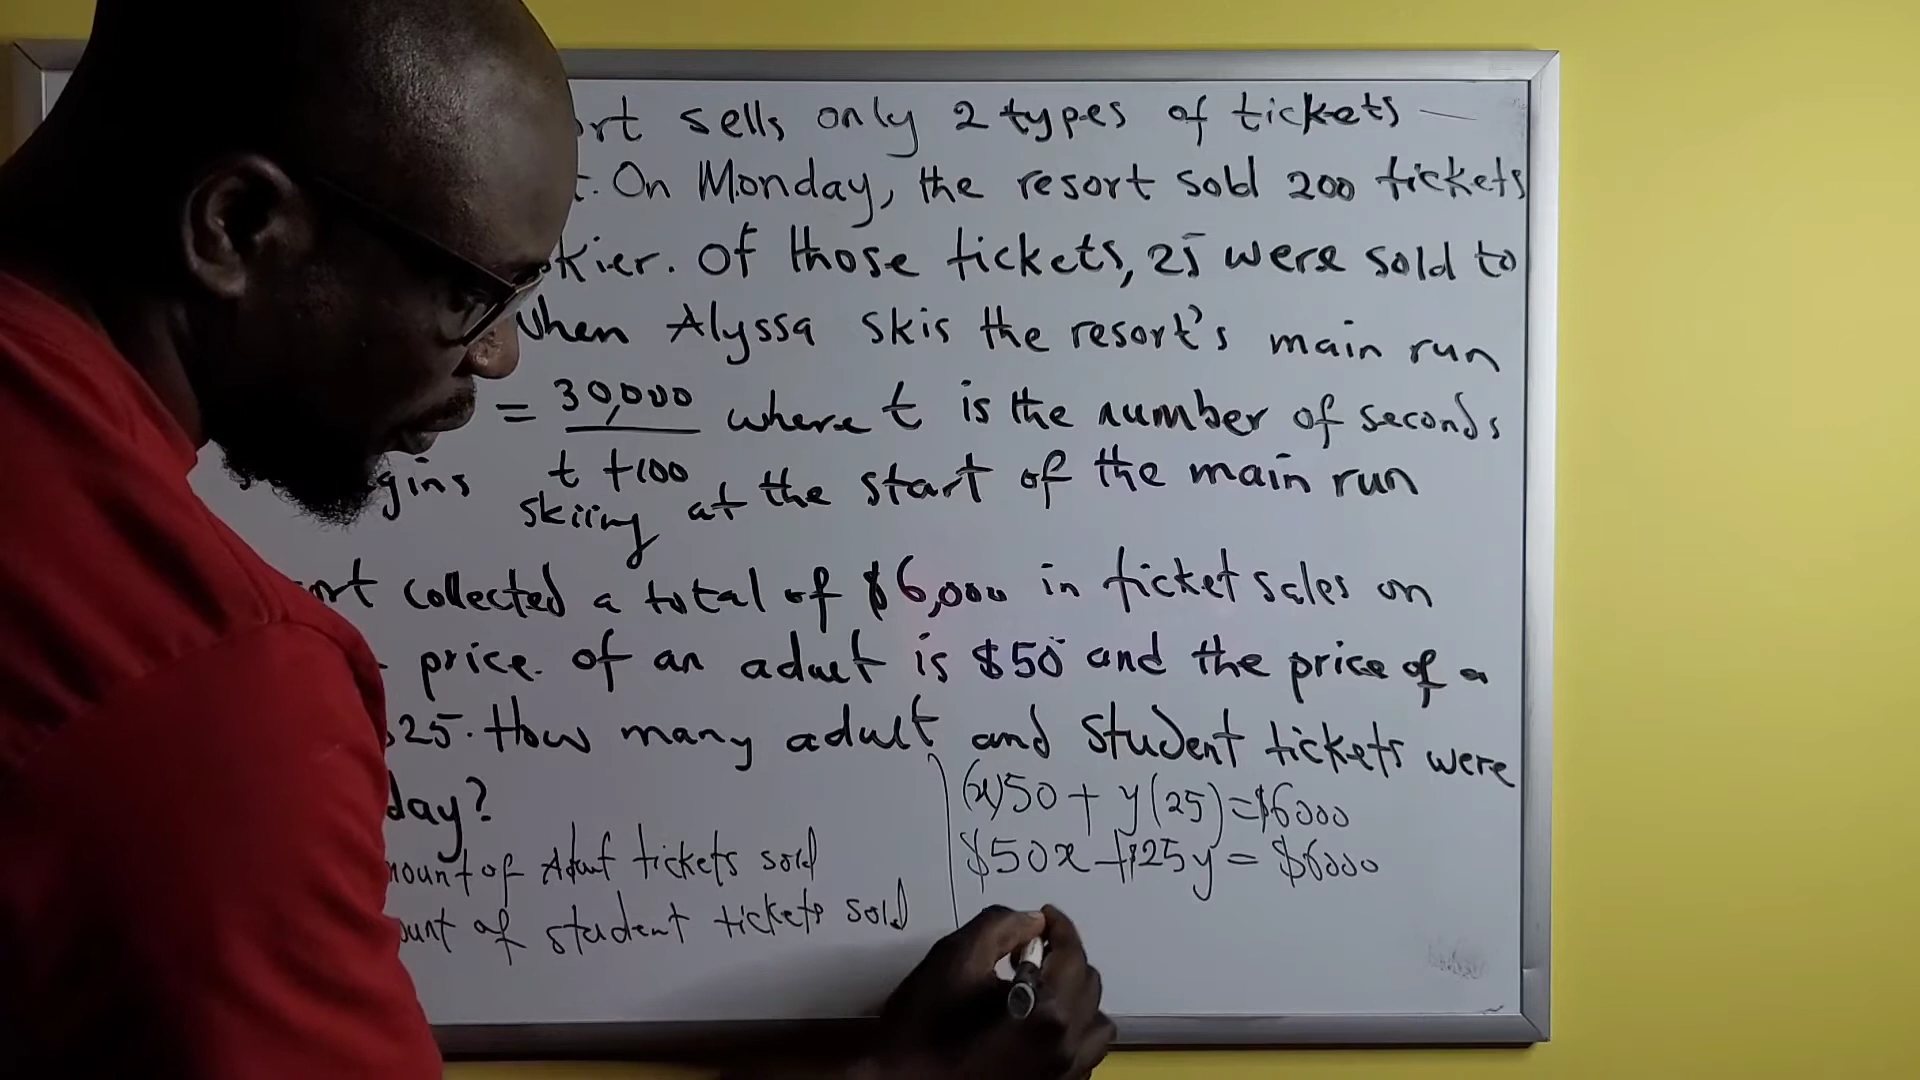 sells only 2 types of tickets —
. On Monday, the resort sold 200 tickets
kier. Of those tickets, 25 were sold to
when Alyssa skis the resort's main run
= 30,000 where t is the number of seconds
t + 100
gins skiing at the start of the main run
collected a total of $6,000 in ticket sales on
price. of an adult is $50 and the price of a
25. How many adult and student tickets were
day?
(x)50 + y(25) = $6000
mount of Adult tickets sold
$50x + $25y = $6000
ount of student tickets sold